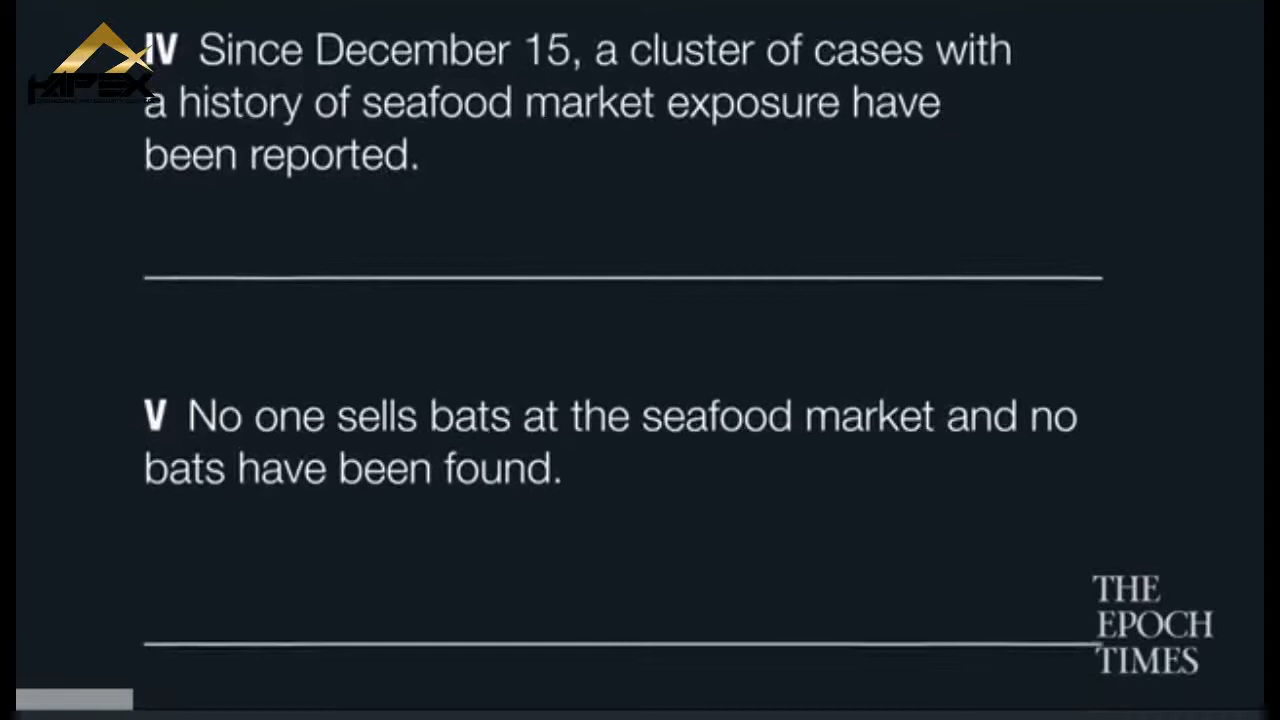 IV Since December 15, a cluster of cases with
a history of seafood market exposure have
been reported.
V No one sells bats at the seafood market and no
bats have been found.
THE
EPOCH
TIMES